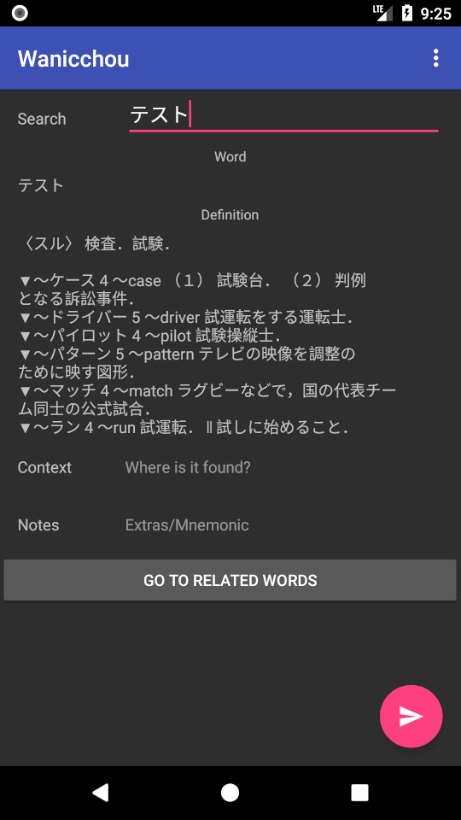 LTE 9:25
Wanicchou
Search テスト
Word
テスト
Definition
〈スル〉 検査．試験．
▼〜ケース 4 〜case （１） 試験台． （２） 判例
となる訴訟事件．
▼〜ドライバー 5 〜driver 試運転をする運転士．
▼〜パイロット 4 〜pilot 試験操縦士．
▼〜パターン 5 〜pattern テレビの映像を調整の
ために映す図形．
▼〜マッチ 4 〜match ラグビーなどで，国の代表チー
ム同士の公式試合．
▼〜ラン 4 〜run 試運転． ‖ 試しに始めること．
Context Where is it found?
Notes Extras/Mnemonic
GO TO RELATED WORDS